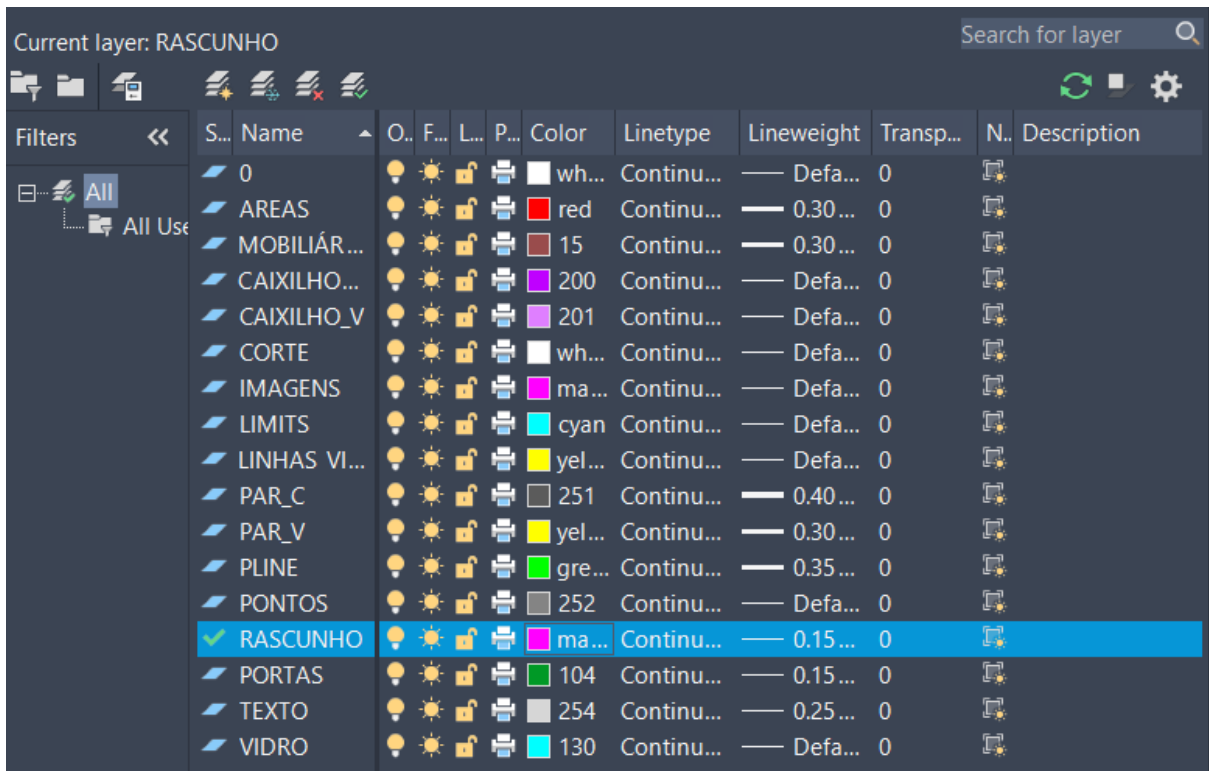 Current layer: RASCUNHO
Search for layer
Filters
All
All Use
S... Name O.. F... L... P... Color Linetype Lineweight Transp... N.. Description
0 wh... Continu... Defa... 0
AREAS red Continu... 0.30 ... 0
MOBILIÁR... 15 Continu... 0.30 ... 0
CAIXILHO... 200 Continu... Defa... 0
CAIXILHO_V 201 Continu... Defa... 0
CORTE wh... Continu... Defa... 0
IMAGENS ma... Continu... Defa... 0
LIMITS cyan Continu... Defa... 0
LINHAS VI... yel... Continu... Defa... 0
PAR_C 251 Continu... 0.40 ... 0
PAR_V yel... Continu... 0.30 ... 0
PLINE gre... Continu... 0.35 ... 0
PONTOS 252 Continu... Defa... 0
RASCUNHO ma... Continu... 0.15 ... 0
PORTAS 104 Continu... 0.15 ... 0
TEXTO 254 Continu... 0.25 ... 0
VIDRO 130 Continu... Defa... 0